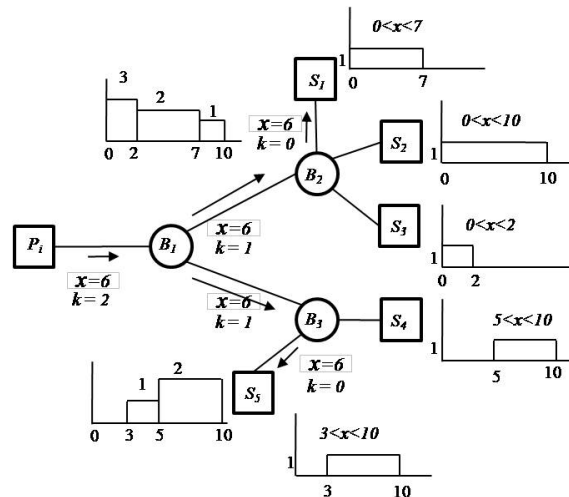 0<x<7
1
0 7
S1
3
2
1
0 2 7 10
x=6
k=0
B2
S2
0<x<10
1
0 10
Pi
x=6
k=2
B1
x=6
k=1
S3
0<x<2
1
0 2
x=6
k=1
B3
S4
5<x<10
1
5 10
x=6
k=0
S5
1
2
0 3 5 10
3<x<10
1
3 10